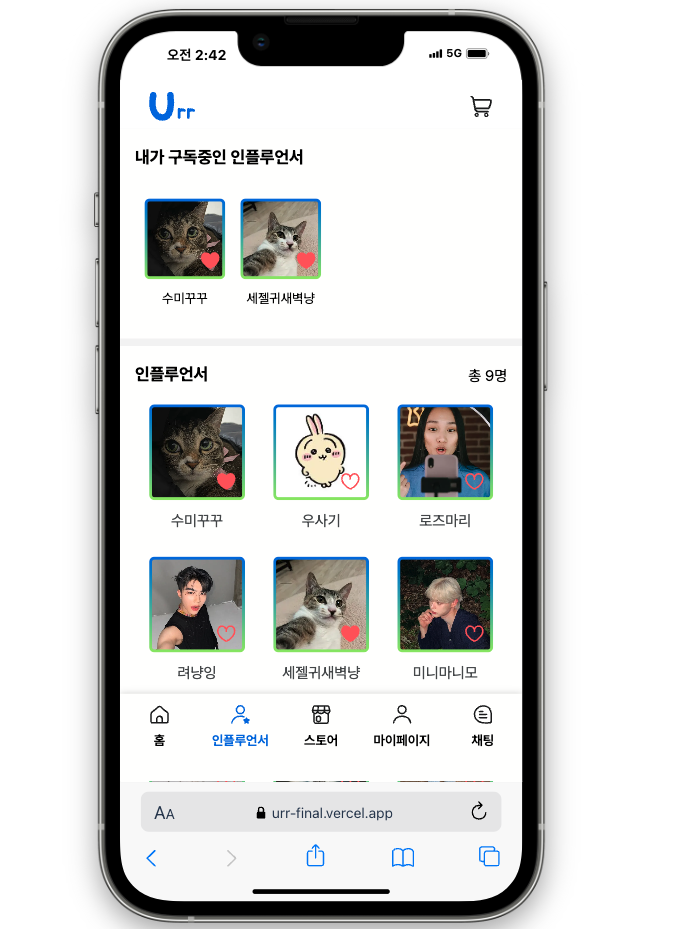 오전 2:42
5G
Urr
내가 구독중인 인플루언서
수미꾸꾸 세젤귀새벽냥
인플루언서 총 9명
수미꾸꾸 우사기 로즈마리
려냥잉 세젤귀새벽냥 미니마니모
홈 인플루언서 스토어 마이페이지 채팅
AA urr-final.vercel.app